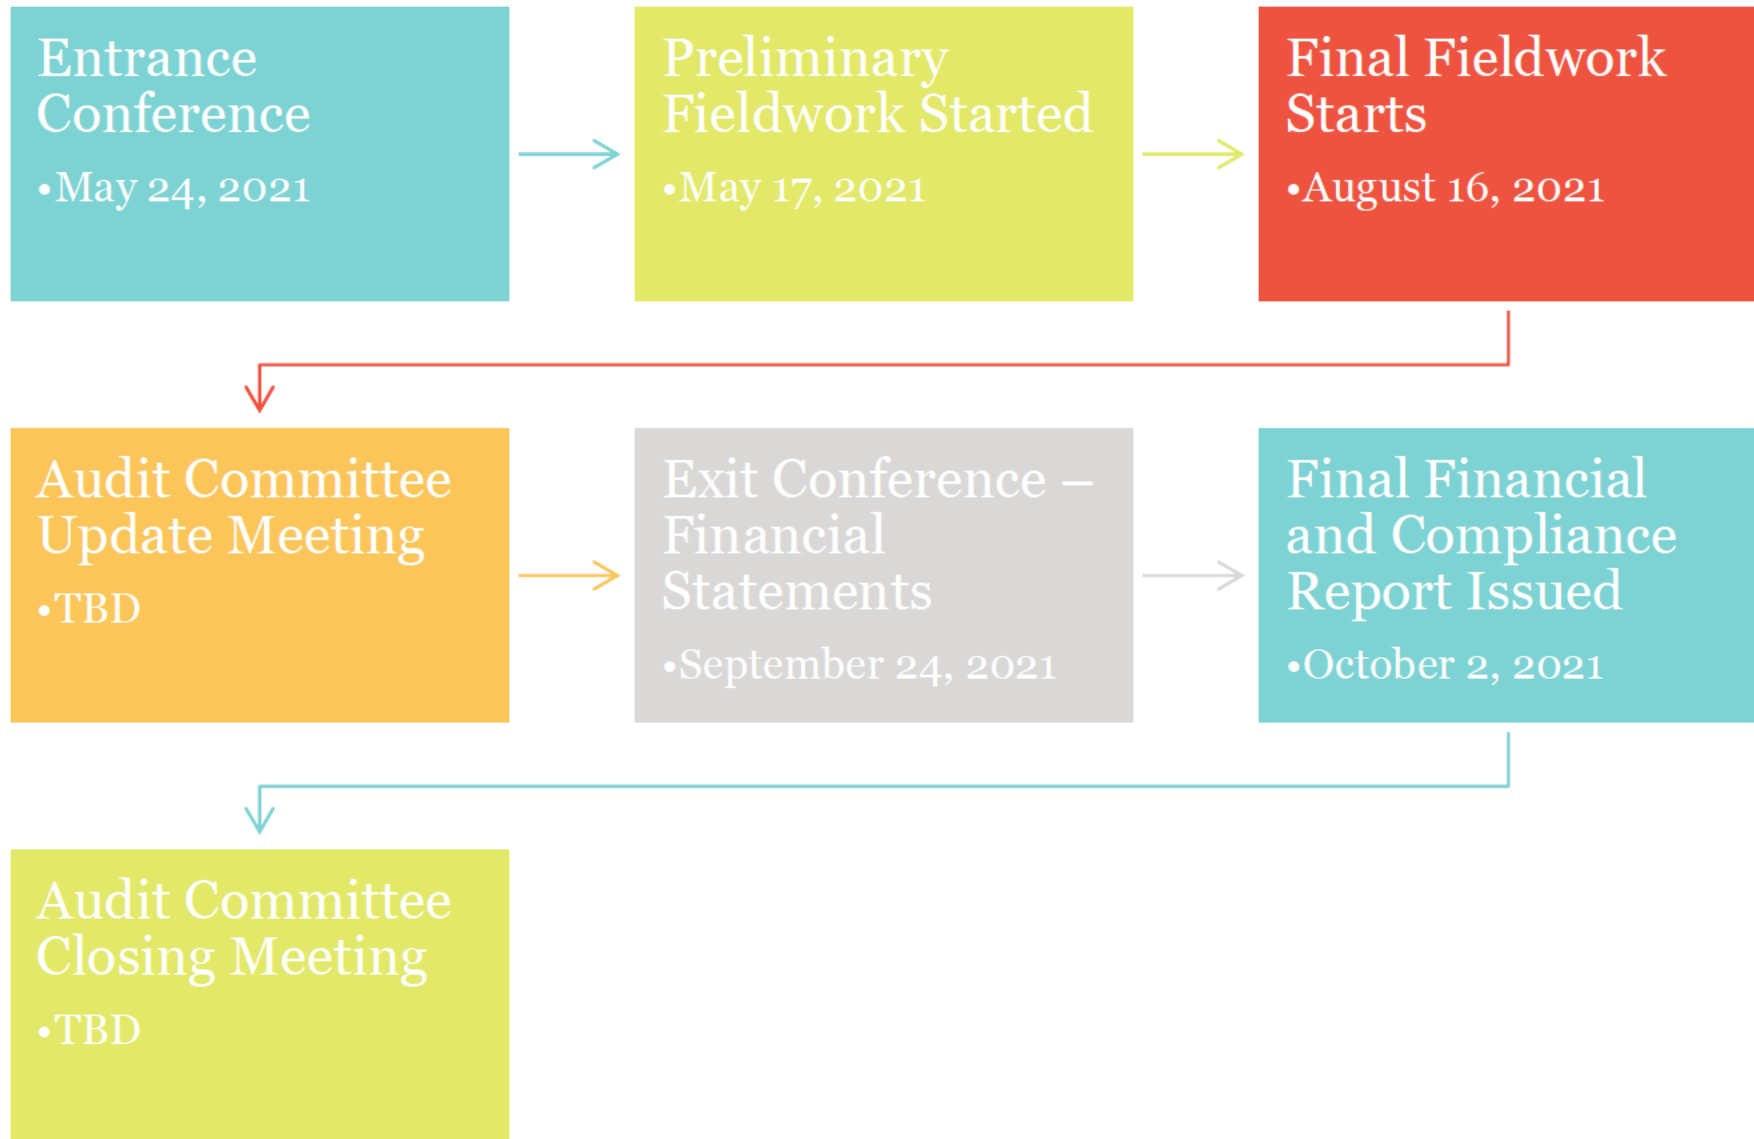 Entrance
Conference
•May 24, 2021
Preliminary
Fieldwork Started
•May 17, 2021
Final Fieldwork
Starts
•August 16, 2021
Audit Committee
Update Meeting
•TBD
Exit Conference –
Financial
Statements
•September 24, 2021
Final Financial
and Compliance
Report Issued
•October 2, 2021
Audit Committee
Closing Meeting
•TBD